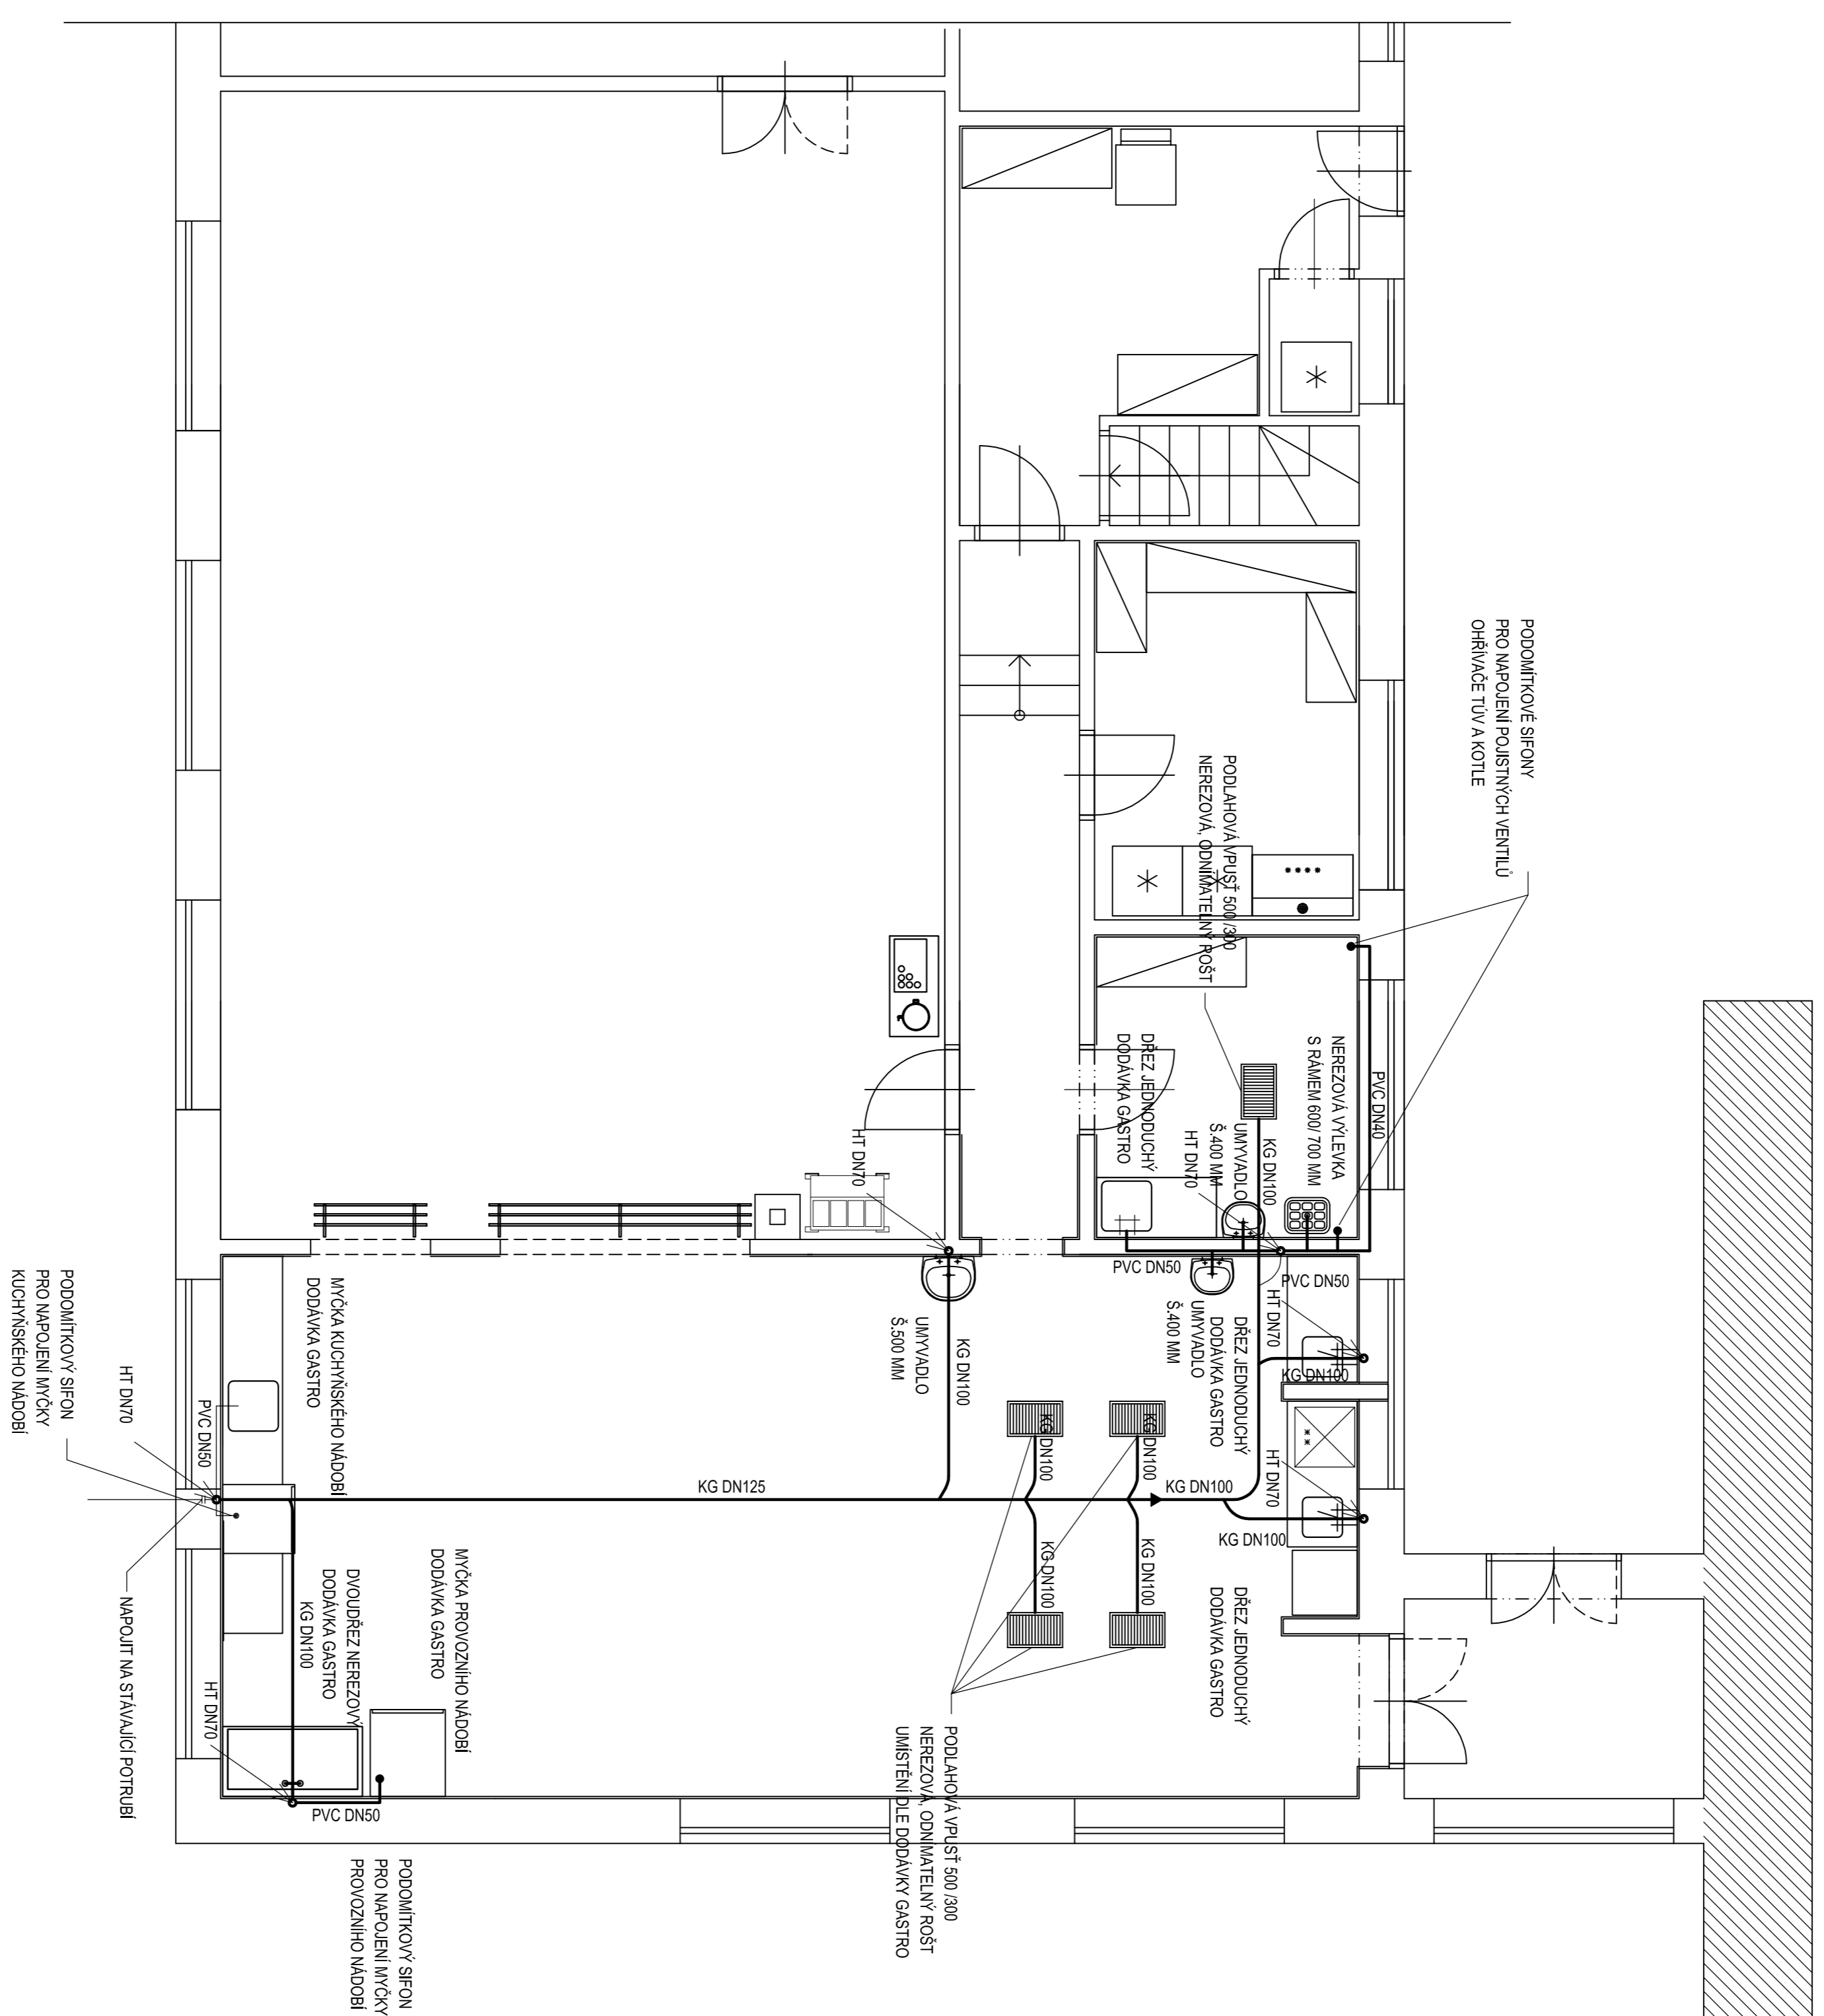 PODOMÍTKOVÉ SIFONY
PRO NAPOJENÍ POJISTNÝCH VENTILŮ
OHŘÍVAČE TÚV A KOTLE
PODLAHOVÁ VPUSŤ 500 /300
NEREZOVÁ, ODNÍMATELNÝ ROŠT
NEREZOVÁ VÝLEVKA
S RÁMEM 600/ 700 MM
PVC DN40
DŘEZ JEDNODUCHÝ
DODÁVKA GASTRO
UMYVADLO
Š.400 MM
HT DN70
KG DN100
HT DN70
PVC DN50
PVC DN50
HT DN70
KG DN100
UMYVADLO
Š.400 MM
DŘEZ JEDNODUCHÝ
DODÁVKA GASTRO
UMYVADLO
Š.500 MM
KG DN100
KG DN100
KG DN100
HT DN70
KG DN125
KG DN100
KG DN100
KG DN100
KG DN100
DŘEZ JEDNODUCHÝ
DODÁVKA GASTRO
MYČKA KUCHYŇSKÉHO NÁDOBÍ
DODÁVKA GASTRO
PODOMÍTKOVÝ SIFON
PRO NAPOJENÍ MYČKY
KUCHYŇSKÉHO NÁDOBÍ
HT DN70
PVC DN50
NAPOJIT NA STÁVAJÍCÍ POTRUBÍ
MYČKA PROVOZNÍHO NÁDOBÍ
DODÁVKA GASTRO
DVOUDŘEZ NEREZOVÝ
DODÁVKA GASTRO
KG DN100
HT DN70
PVC DN50
PODLAHOVÁ VPUSŤ 500 /300
NEREZOVÁ, ODNÍMATELNÝ ROŠT
UMÍSTĚNÍ DLE DODÁVKY GASTRO
PODOMÍTKOVÝ SIFON
PRO NAPOJENÍ MYČKY
PROVOZNÍHO NÁDOBÍ